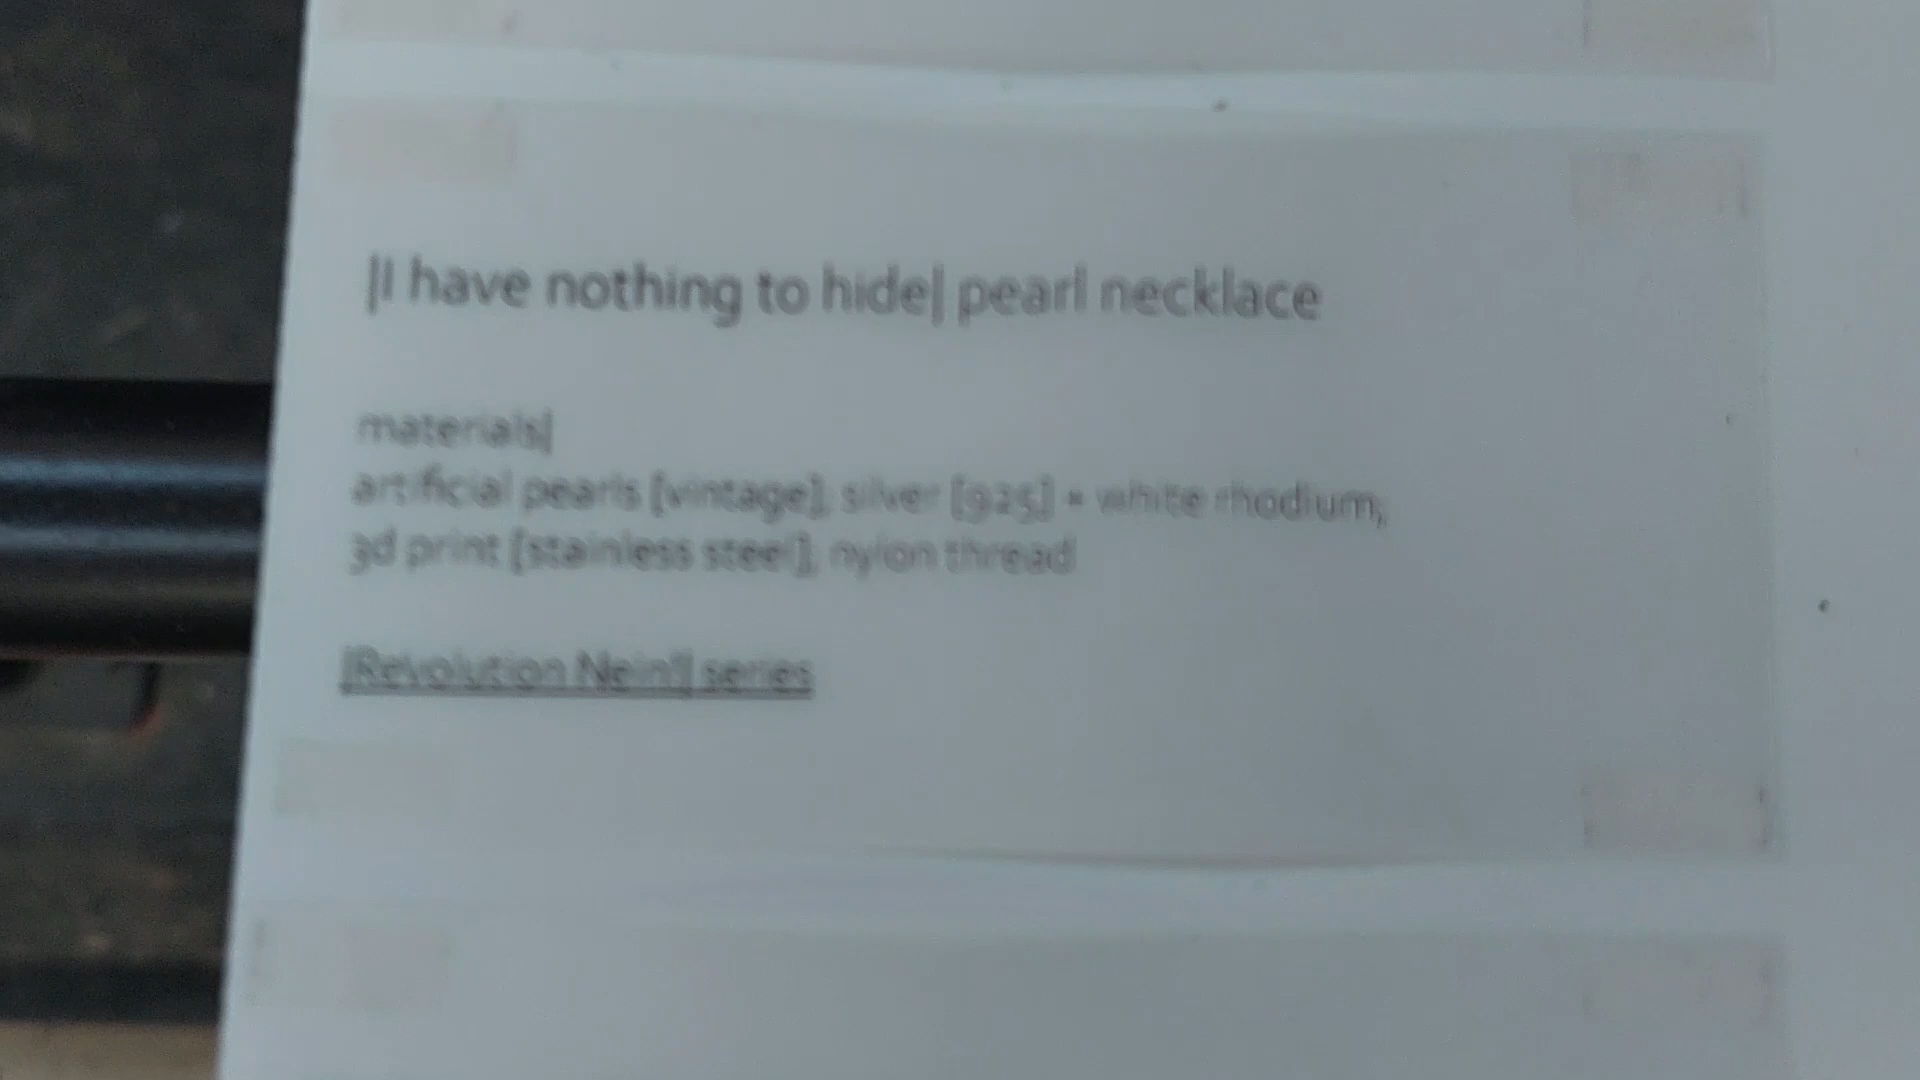 |I have nothing to hide| pearl necklace
materials|
artificial pearls [vintage], silver [925] + white rhodium,
3d print [stainless steel], nylon thread
|Revolution Nein!| series